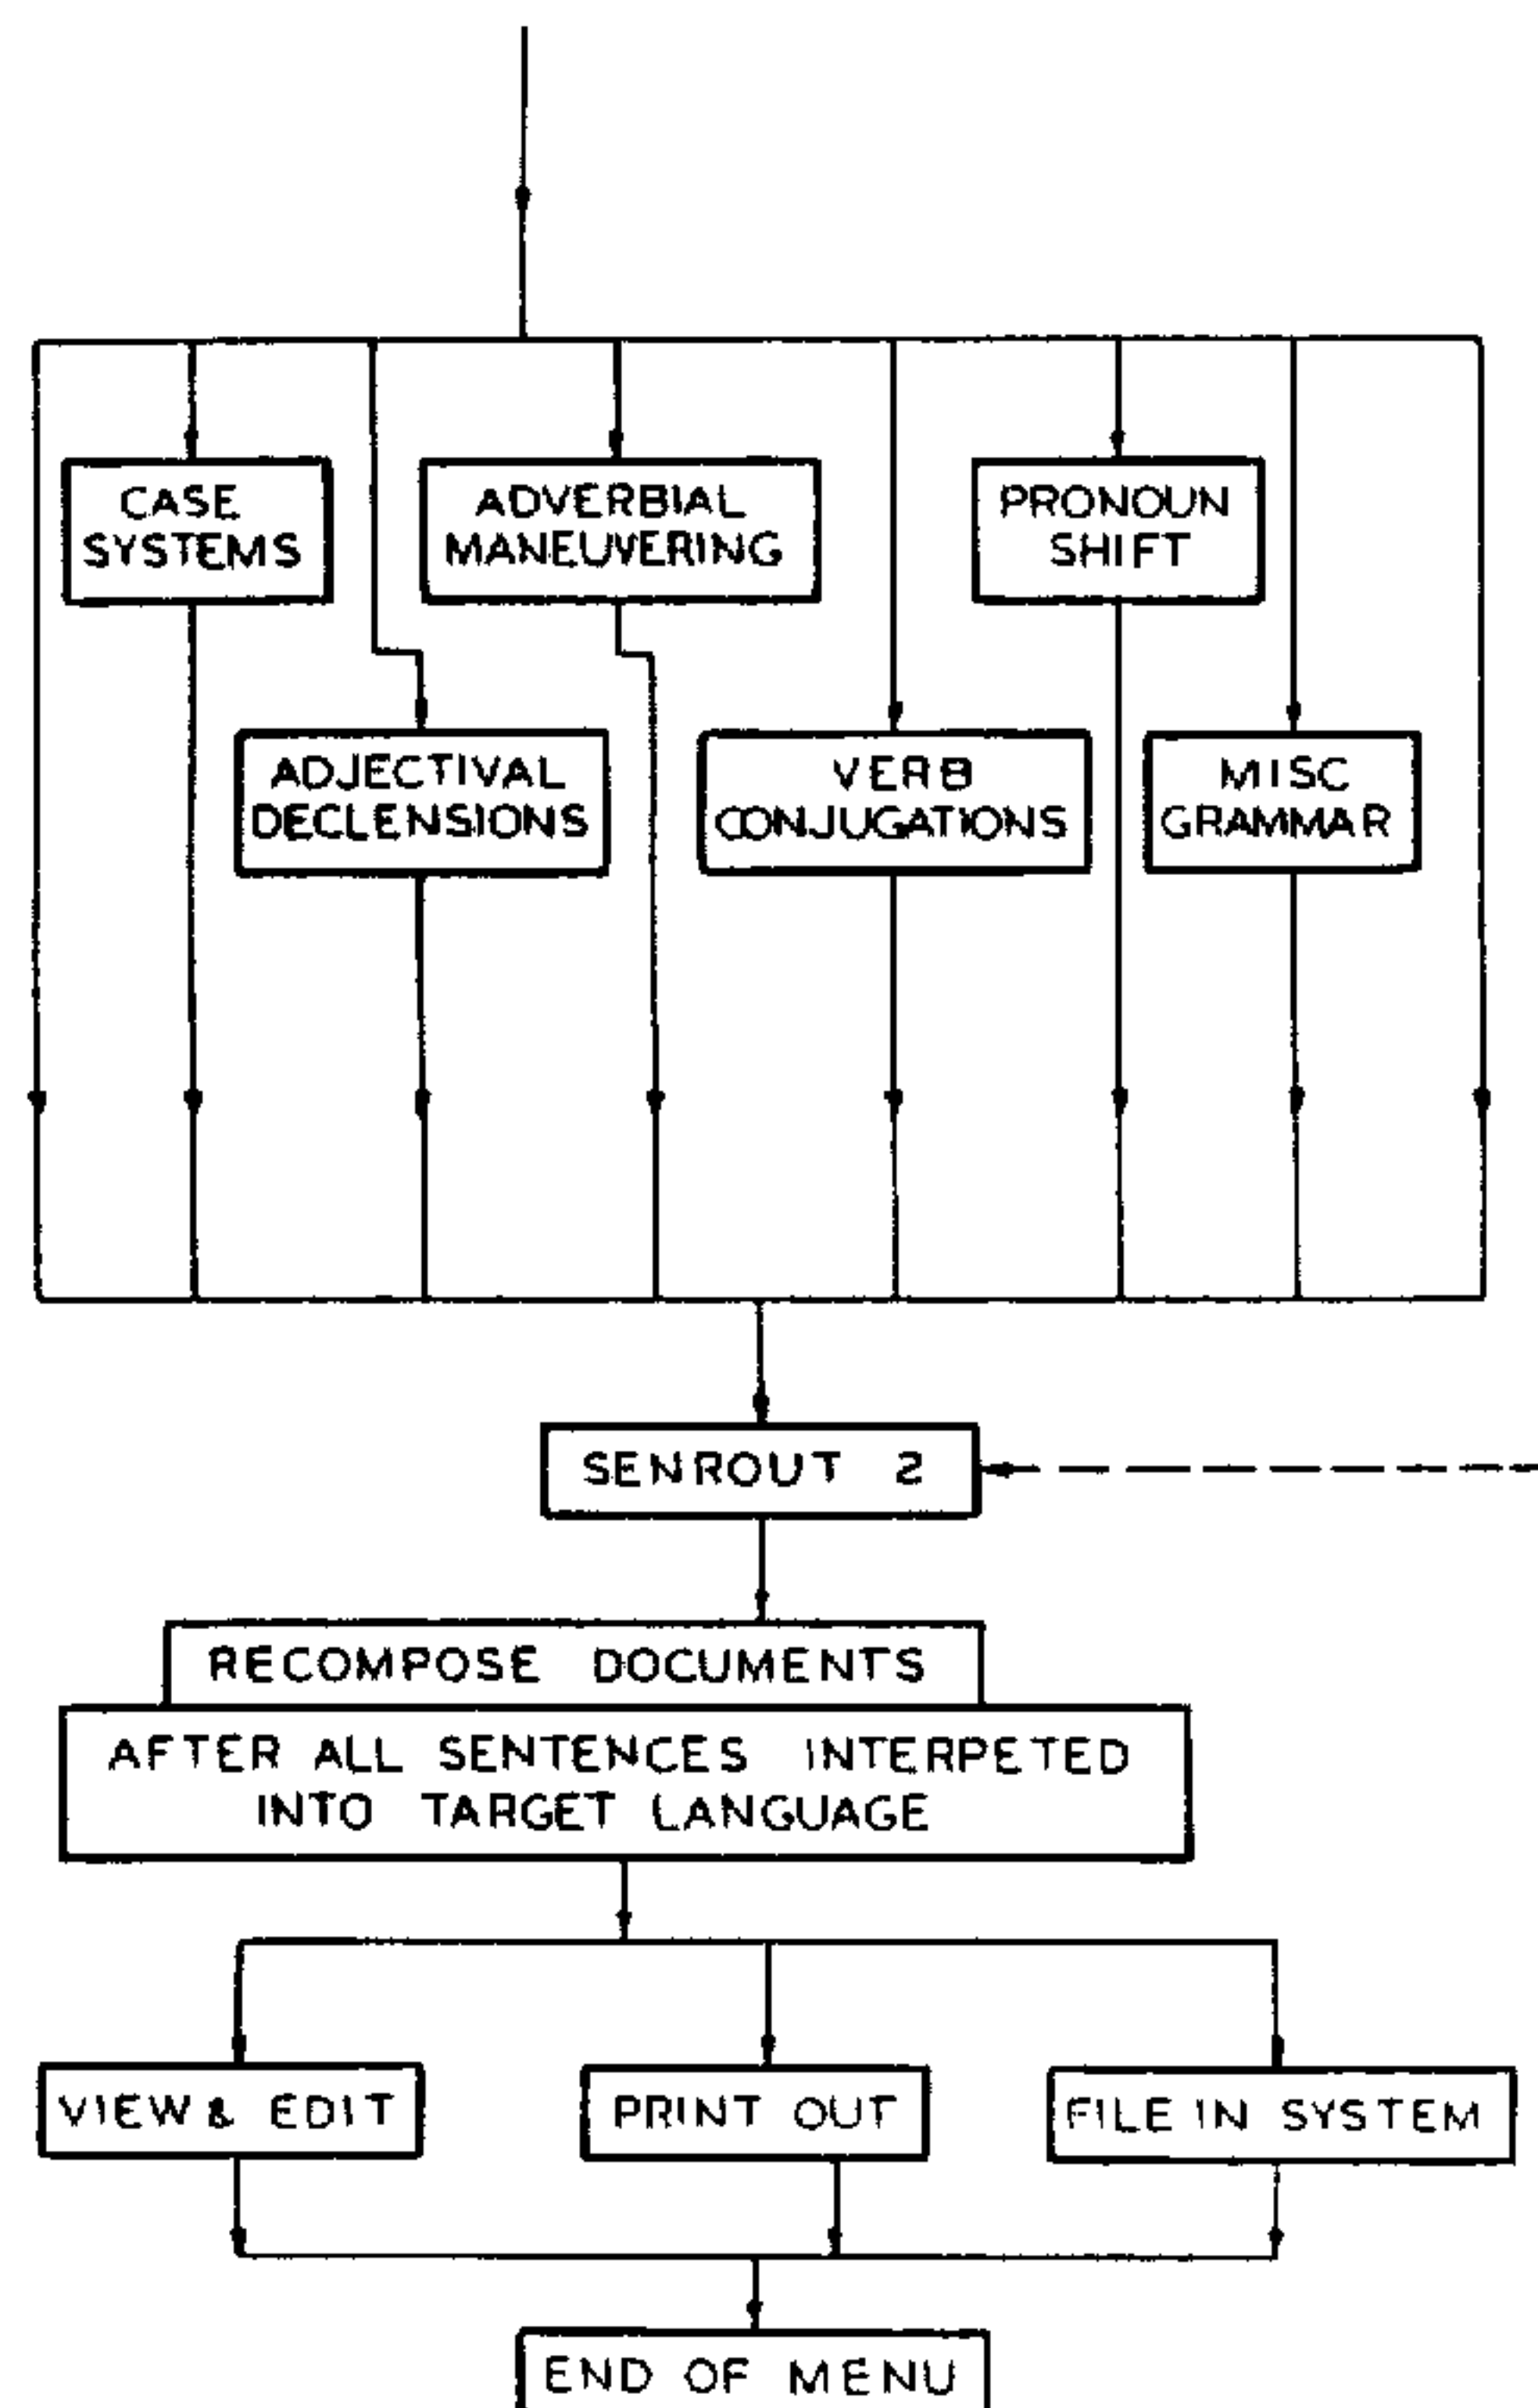 CASE
SYSTEMS
ADVERBIAL
MANEUVERING
PRONOUN
SHIFT
ADJECTIVAL
DECLENSIONS
VERB
CONJUGATIONS
MISC
GRAMMAR
SENROUT 2
RECOMPOSE DOCUMENTS
AFTER ALL SENTENCES INTERPETED
INTO TARGET LANGUAGE
VIEW & EDIT
PRINT OUT
FILE IN SYSTEM
END OF MENU